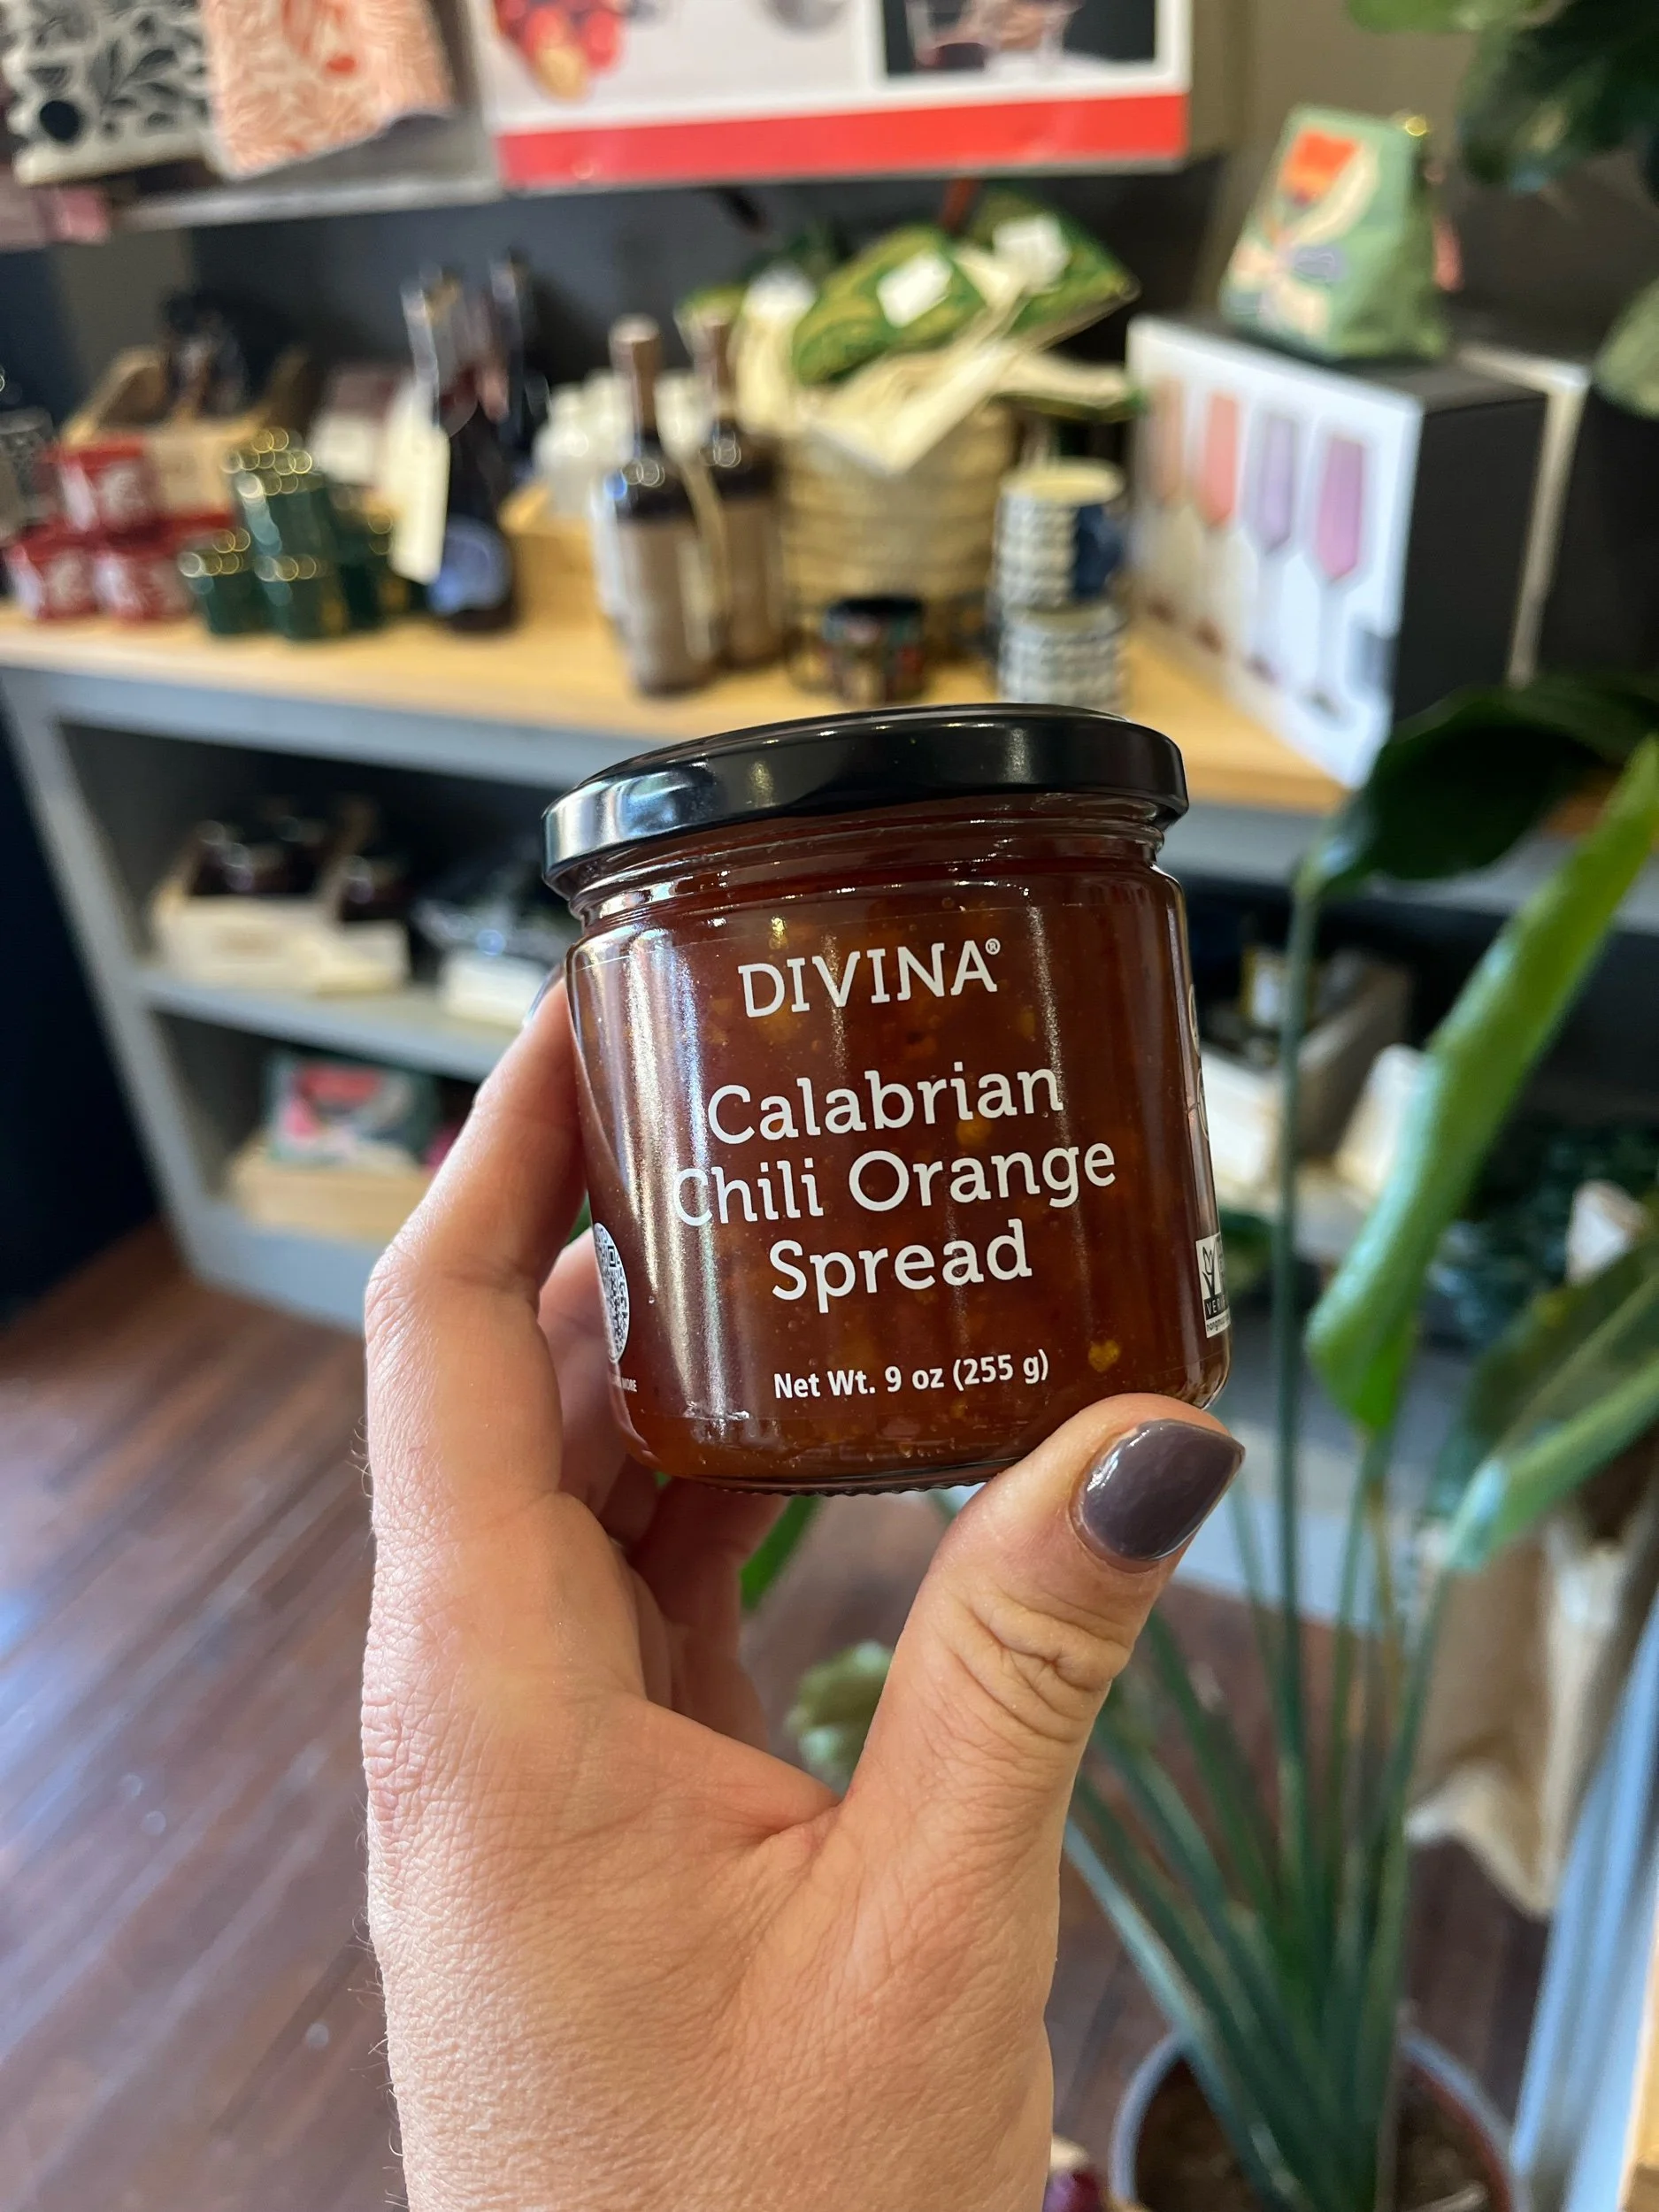 DIVINA®
Calabrian
Chili Orange
Spread
Net Wt. 9 oz (255 g)